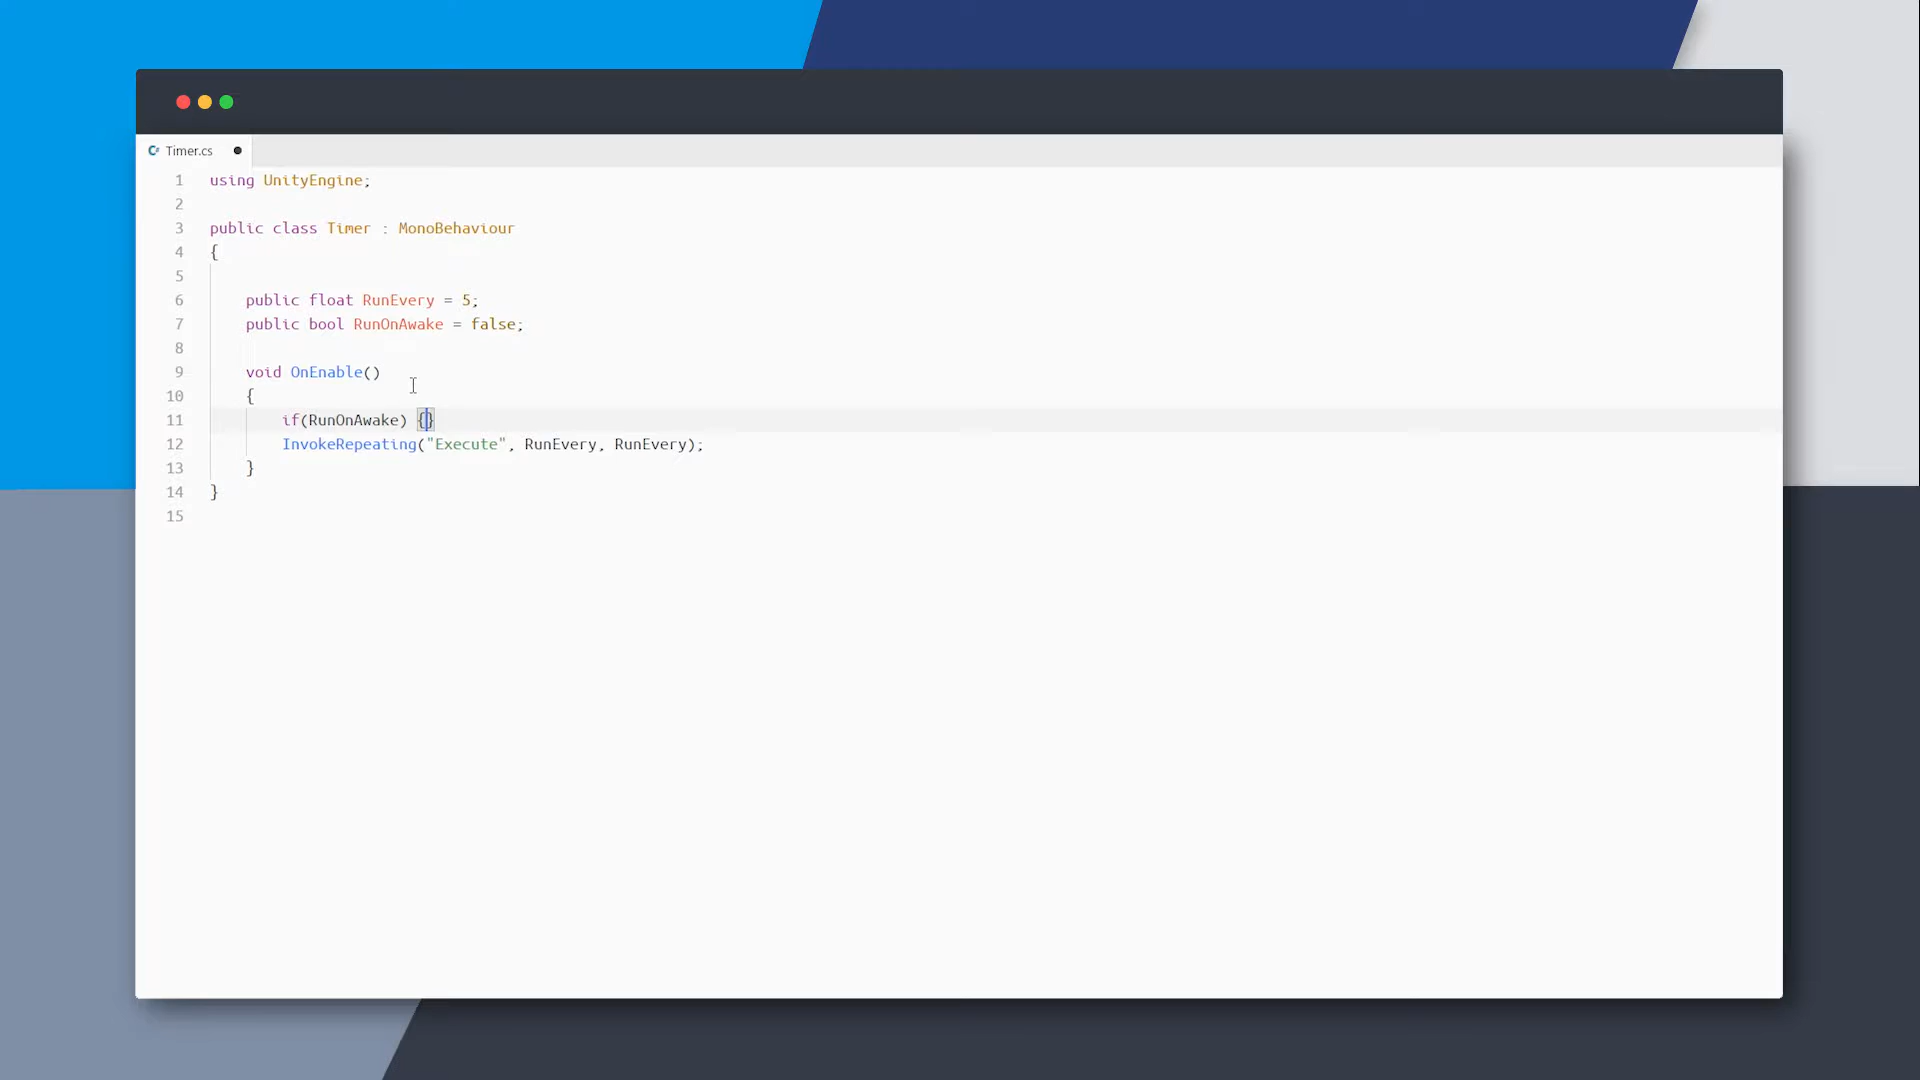 C# Timer.cs
1 using UnityEngine;
2
3 public class Timer : MonoBehaviour
4 {
5
6     public float RunEvery = 5;
7     public bool RunOnAwake = false;
8
9     void OnEnable()
10     {
11         if(RunOnAwake) {}
12         InvokeRepeating("Execute", RunEvery, RunEvery);
13     }
14 }
15